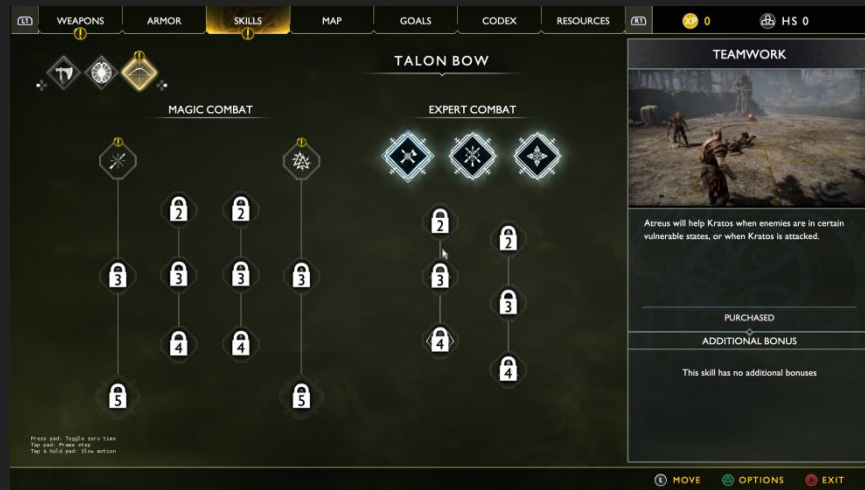 L1 WEAPONS ARMOR SKILLS MAP GOALS CODEX RESOURCES R1 XP 0 HS 0
TALON BOW
MAGIC COMBAT
EXPERT COMBAT
2 2
3 3 3 3
4 4
5 5
2
2
3
3
4
4
Press pad: Toggle zero time
Tap pad: Frame step
Tap & hold pad: Slow motion
TEAMWORK
Atreus will help Kratos when enemies are in certain
vulnerable states, or when Kratos is attacked.
PURCHASED
ADDITIONAL BONUS
This skill has no additional bonuses
L MOVE OPTIONS EXIT